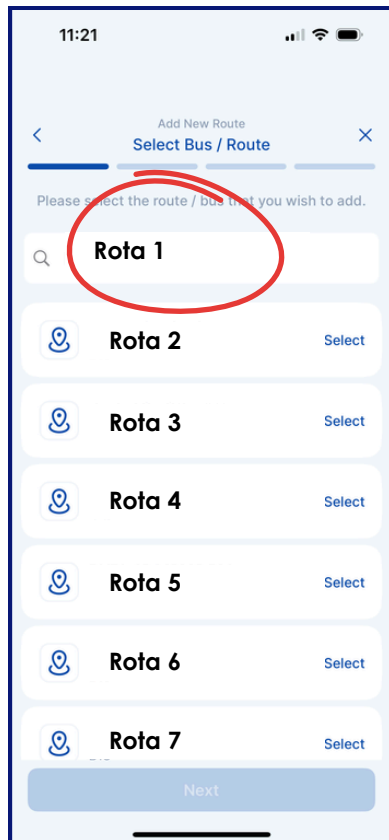 11:21
Add New Route
Select Bus / Route
Please select the route / bus that you wish to add.
Rota 1
Rota 2 Select
Rota 3 Select
Rota 4 Select
Rota 5 Select
Rota 6 Select
Rota 7 Select
Next